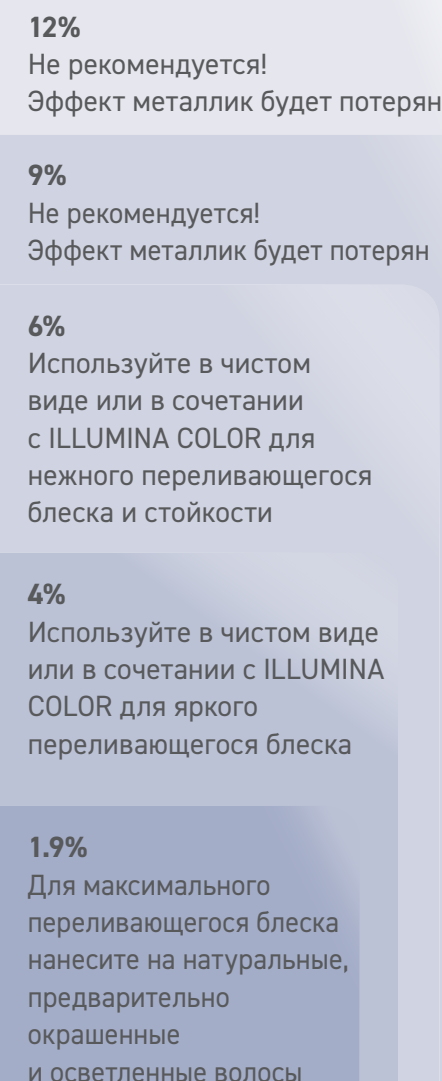 12%
Не рекомендуется!
Эффект металлик будет потерян
9%
Не рекомендуется!
Эффект металлик будет потерян
6%
Используйте в чистом
виде или в сочетании
с ILLUMINA COLOR для
нежного переливающегося
блеска и стойкости
4%
Используйте в чистом виде
или в сочетании с ILLUMINA
COLOR для яркого
переливающегося блеска
1.9%
Для максимального
переливающегося блеска
нанесите на натуральные,
предварительно
окрашенные
и осветленные волосы